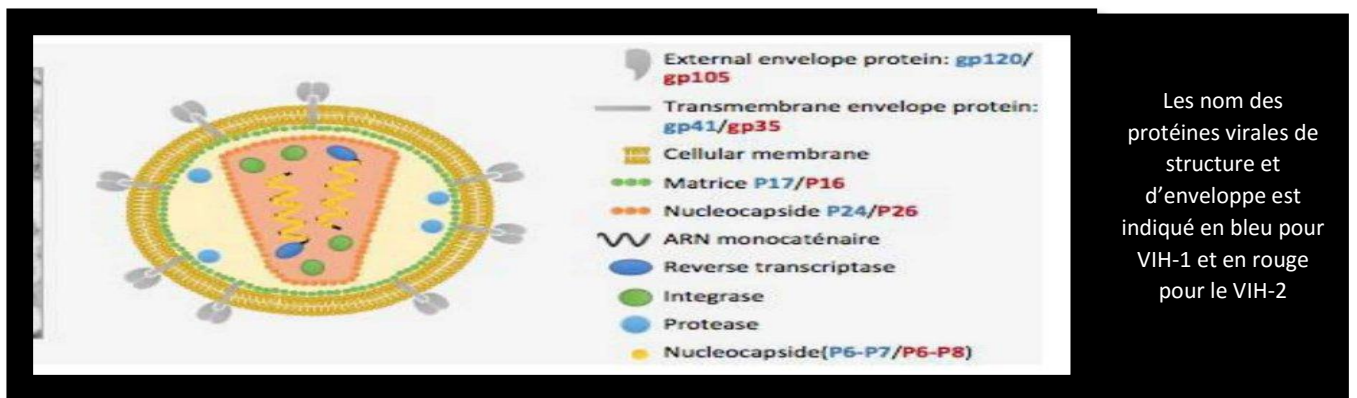 External envelope protein: gp120/
gp105
Transmembrane envelope protein:
gp41/gp35
Cellular membrane
Matrice P17/P16
Nucleocapside P24/P26
ARN monocaténaire
Reverse transcriptase
Integrase
Protease
Nucleocapside(P6-P7/P6-P8)
Les nom des
protéines virales de
structure et
d’enveloppe est
indiqué en bleu pour
VIH-1 et en rouge
pour le VIH-2